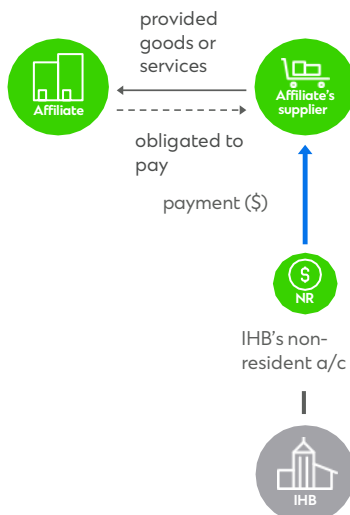 provided
goods or
services
Affiliate
Affiliate's
supplier
obligated to
pay
payment ($)
$
NR
IHB's non-
resident a/c
IHB